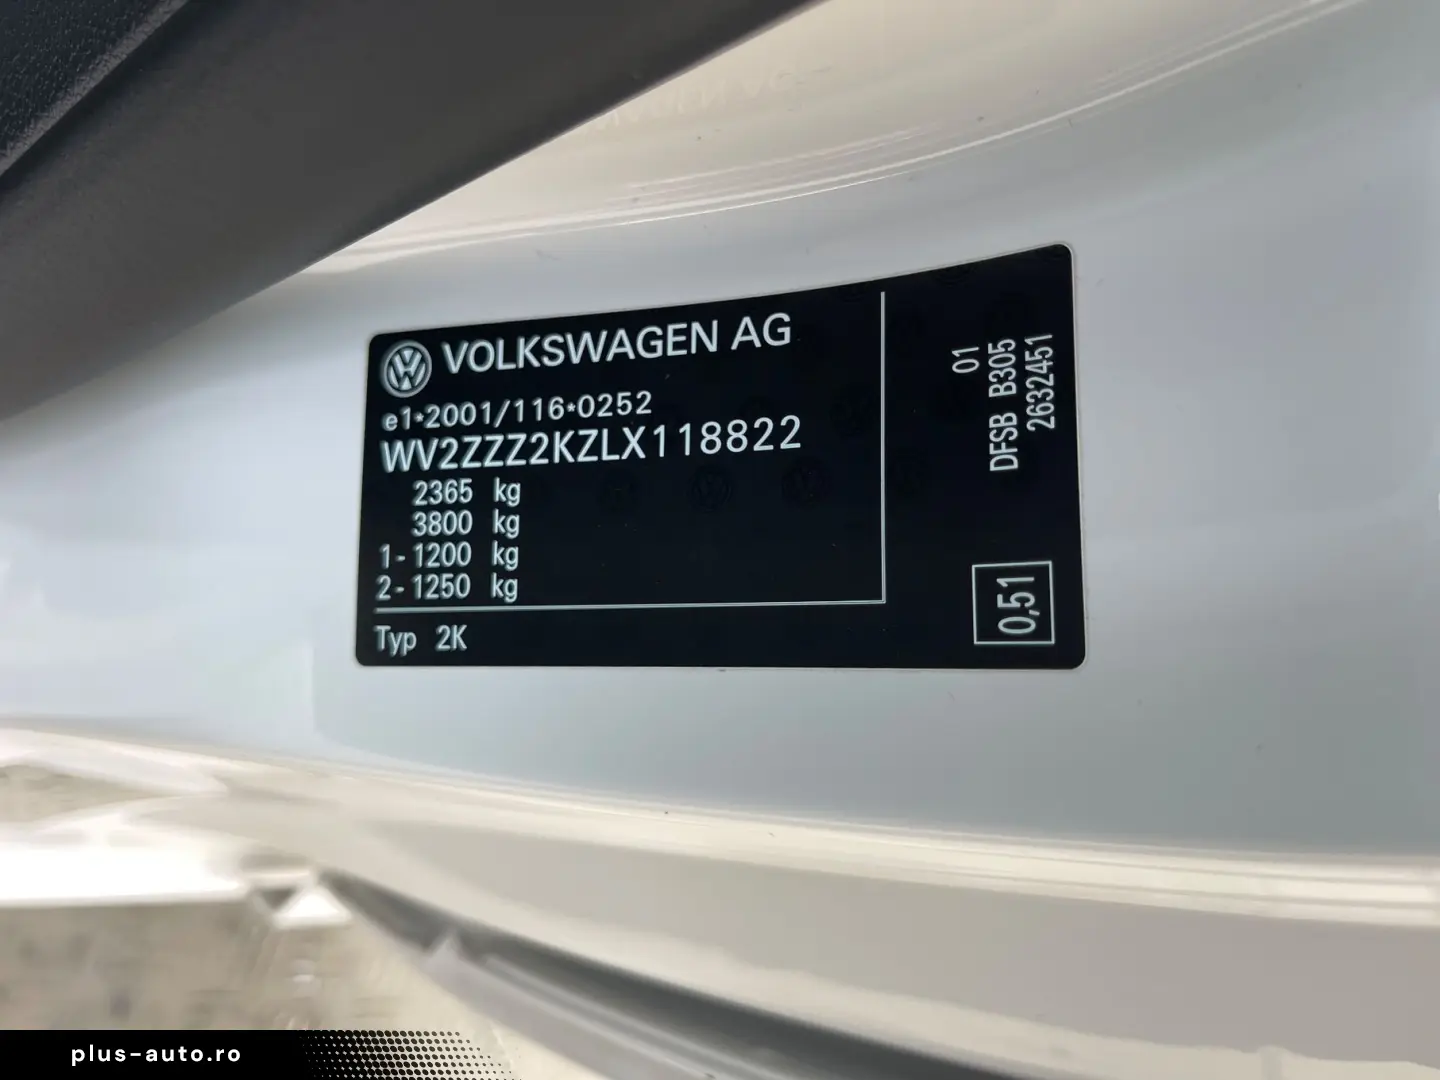 VOLKSWAGEN AG
e1*2001/116*0252
WV2ZZZ2KZLX118822
2365 kg
3800 kg
1-1200 kg
2-1250 kg
Typ 2K
01
DFSB B305
2632451
0,51
plus-auto.ro